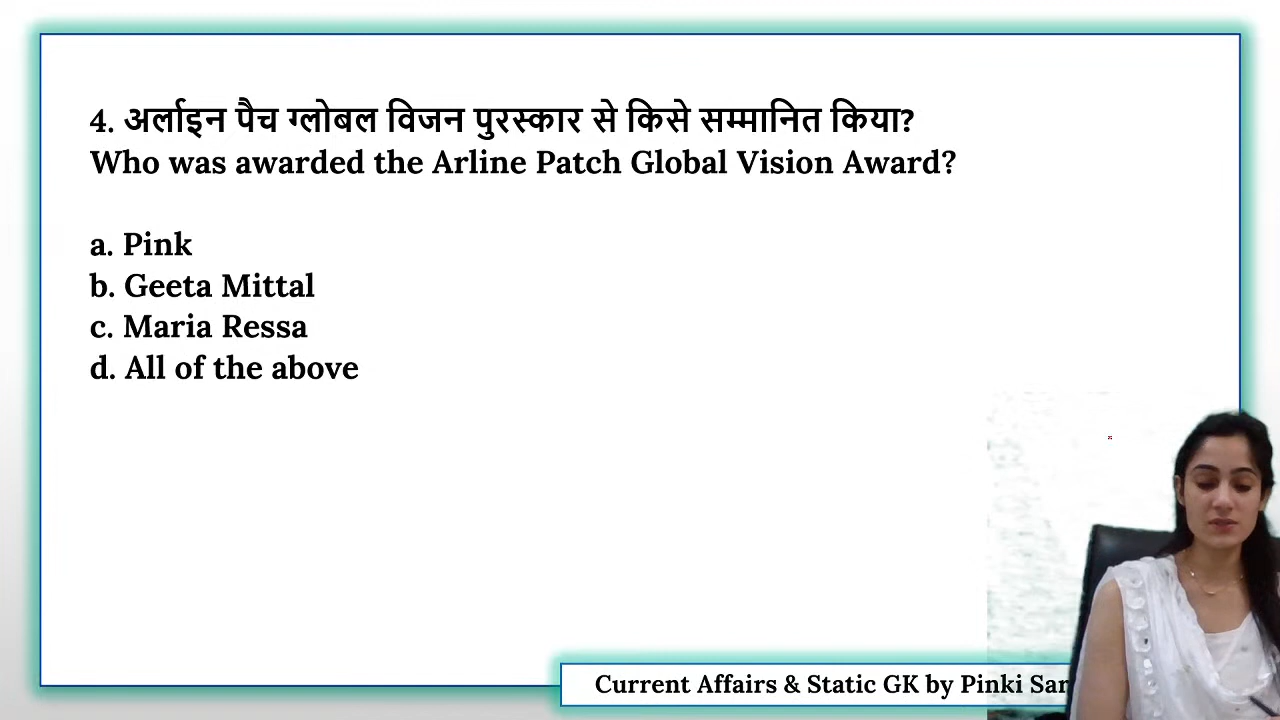 4. अर्लाइन पैच ग्लोबल विजन पुरस्कार से किसे सम्मानित किया?
Who was awarded the Arline Patch Global Vision Award?
a. Pink
b. Geeta Mittal
c. Maria Ressa
d. All of the above
Current Affairs & Static GK by Pinki